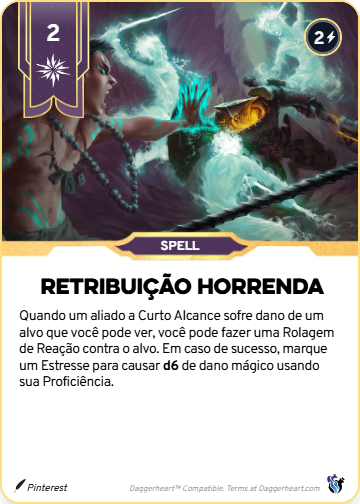 2
2
SPELL
RETRIBUIÇÃO HORRENDA
Quando um aliado a Curto Alcance sofre dano de um
alvo que você pode ver, você pode fazer uma Rolagem
de Reação contra o alvo. Em caso de sucesso, marque
um Estresse para causar d6 de dano mágico usando
sua Proficiência.
Pinterest
Daggerheart™ Compatible. Terms at Daggerheart.com